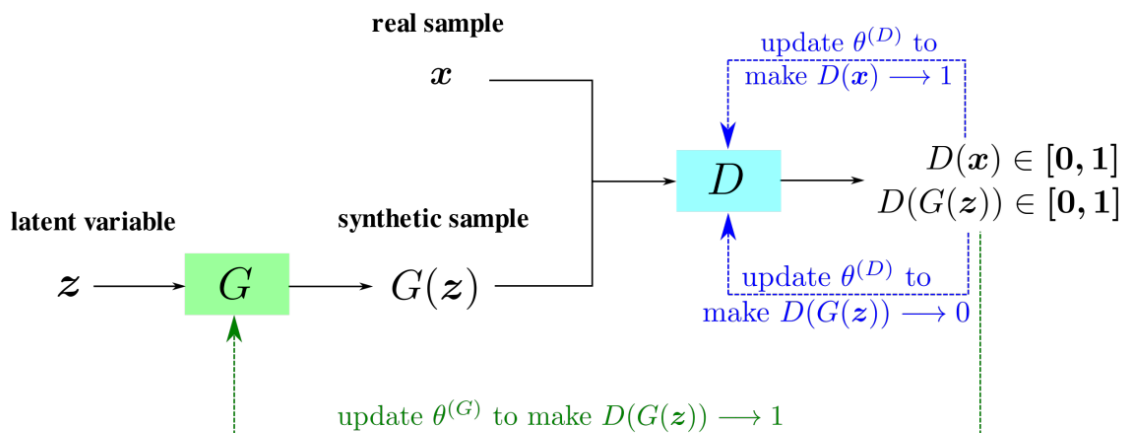 real sample
x
update θ^(D) to
make D(x) ⟶ 1
D
D(x) ∈ [0, 1]
D(G(z)) ∈ [0, 1]
latent variable
synthetic sample
z
G
G(z)
update θ^(D) to
make D(G(z)) ⟶ 0
update θ^(G) to make D(G(z)) ⟶ 1